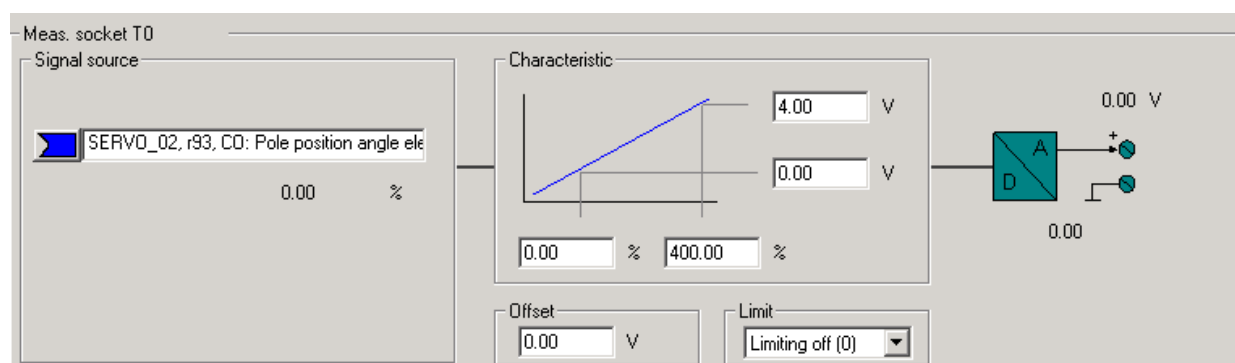 Meas. socket T0
Signal source
SERVO_02, r93, CO: Pole position angle ele
0.00 %
Characteristic
4.00 V
0.00 V
0.00 % 400.00 %
Offset
0.00 V
Limit
Limiting off (0)
0.00 V
A
D
+
0.00